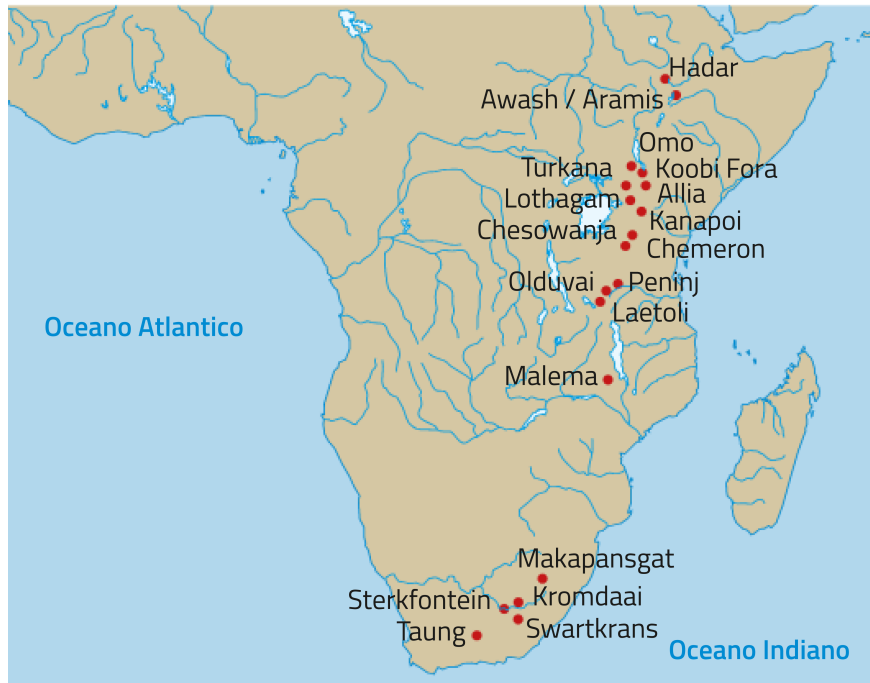 Hadar
Awash / Aramis
Omo
Turkana
Koobi Fora
Lothagam
Allia
Kanapoi
Chesowanja
Chemeron
Olduvai
Peninj
Laetoli
Oceano Atlantico
Malema
Makapansgat
Sterkfontein
Kromdaai
Taung
Swartkrans
Oceano Indiano